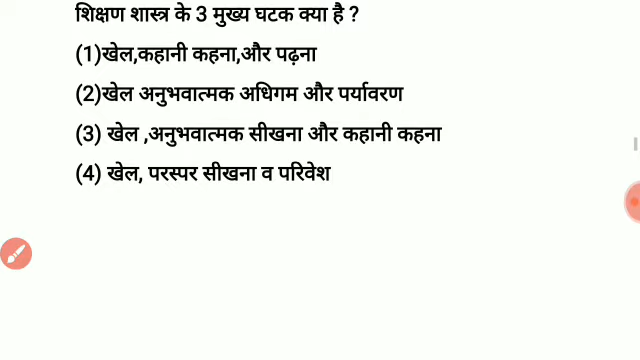 शिक्षण शास्त्र के 3 मुख्य घटक क्या है ?
(1)खेल,कहानी कहना,और पढ़ना
(2)खेल अनुभवात्मक अधिगम और पर्यावरण
(3) खेल ,अनुभवात्मक सीखना और कहानी कहना
(4) खेल, परस्पर सीखना व परिवेश